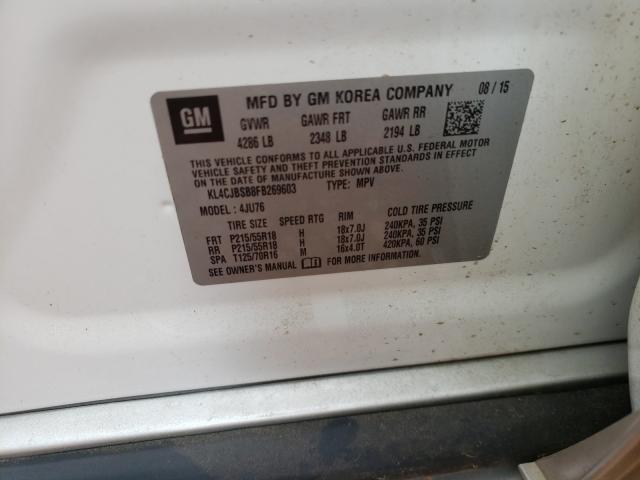 GM
MFD BY GM KOREA COMPANY 08 / 15
GVWR GAWR FRT GAWR RR
4286 LB 2348 LB 2194 LB
THIS VEHICLE CONFORMS TO ALL APPLICABLE U.S. FEDERAL MOTOR
VEHICLE SAFETY AND THEFT PREVENTION STANDARDS IN EFFECT
ON THE DATE OF MANUFACTURE SHOWN ABOVE.
KL4CJBSB8FB269603 TYPE: MPV
MODEL : 4JU76
TIRE SIZE SPEED RTG RIM COLD TIRE PRESSURE
FRT P215/55R18 H 18x7.0J 240KPA, 35 PSI
RR P215/55R18 H 18x7.0J 240KPA, 35 PSI
SPA T125/70R16 M 16x4.0T 420KPA, 60 PSI
SEE OWNER'S MANUAL FOR MORE INFORMATION